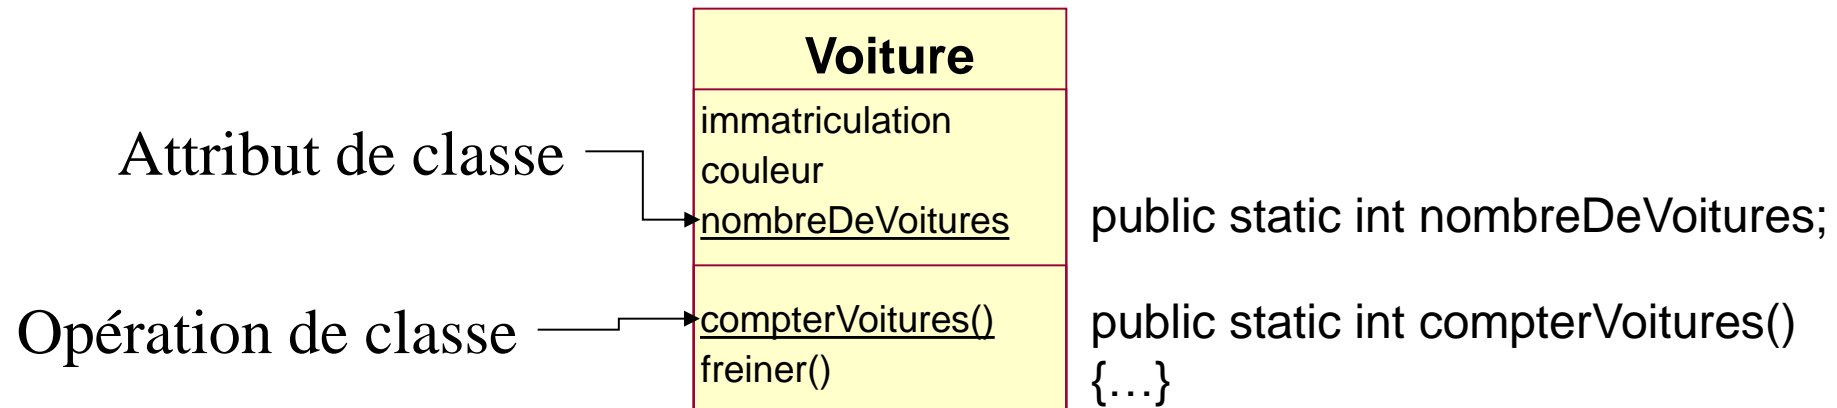 Voiture
immatriculation
Attribut de classe
couleur
nombreDeVoitures
public static int nombreDeVoitures;
Opération de classe
compterVoitures()
public static int compterVoitures()
freiner()
{…}